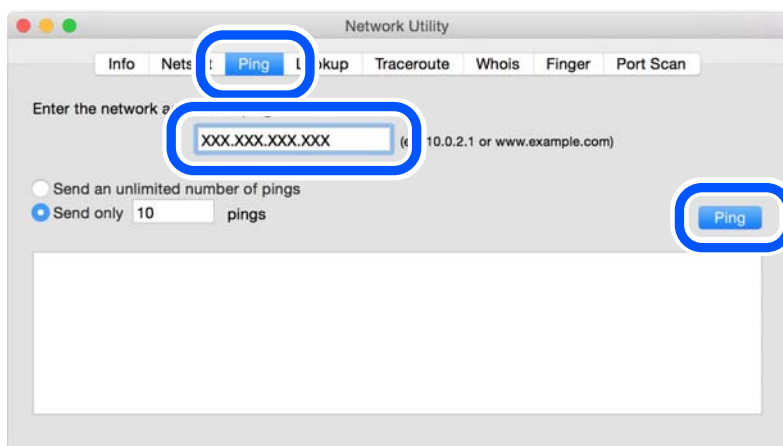 Network Utility
Info Ping Traceroute Whois Finger Port Scan
Enter the network
XXX.XXX.XXX.XXX 10.0.2.1 or www.example.com)
Send an unlimited number of pings
Send only 10 pings
Ping